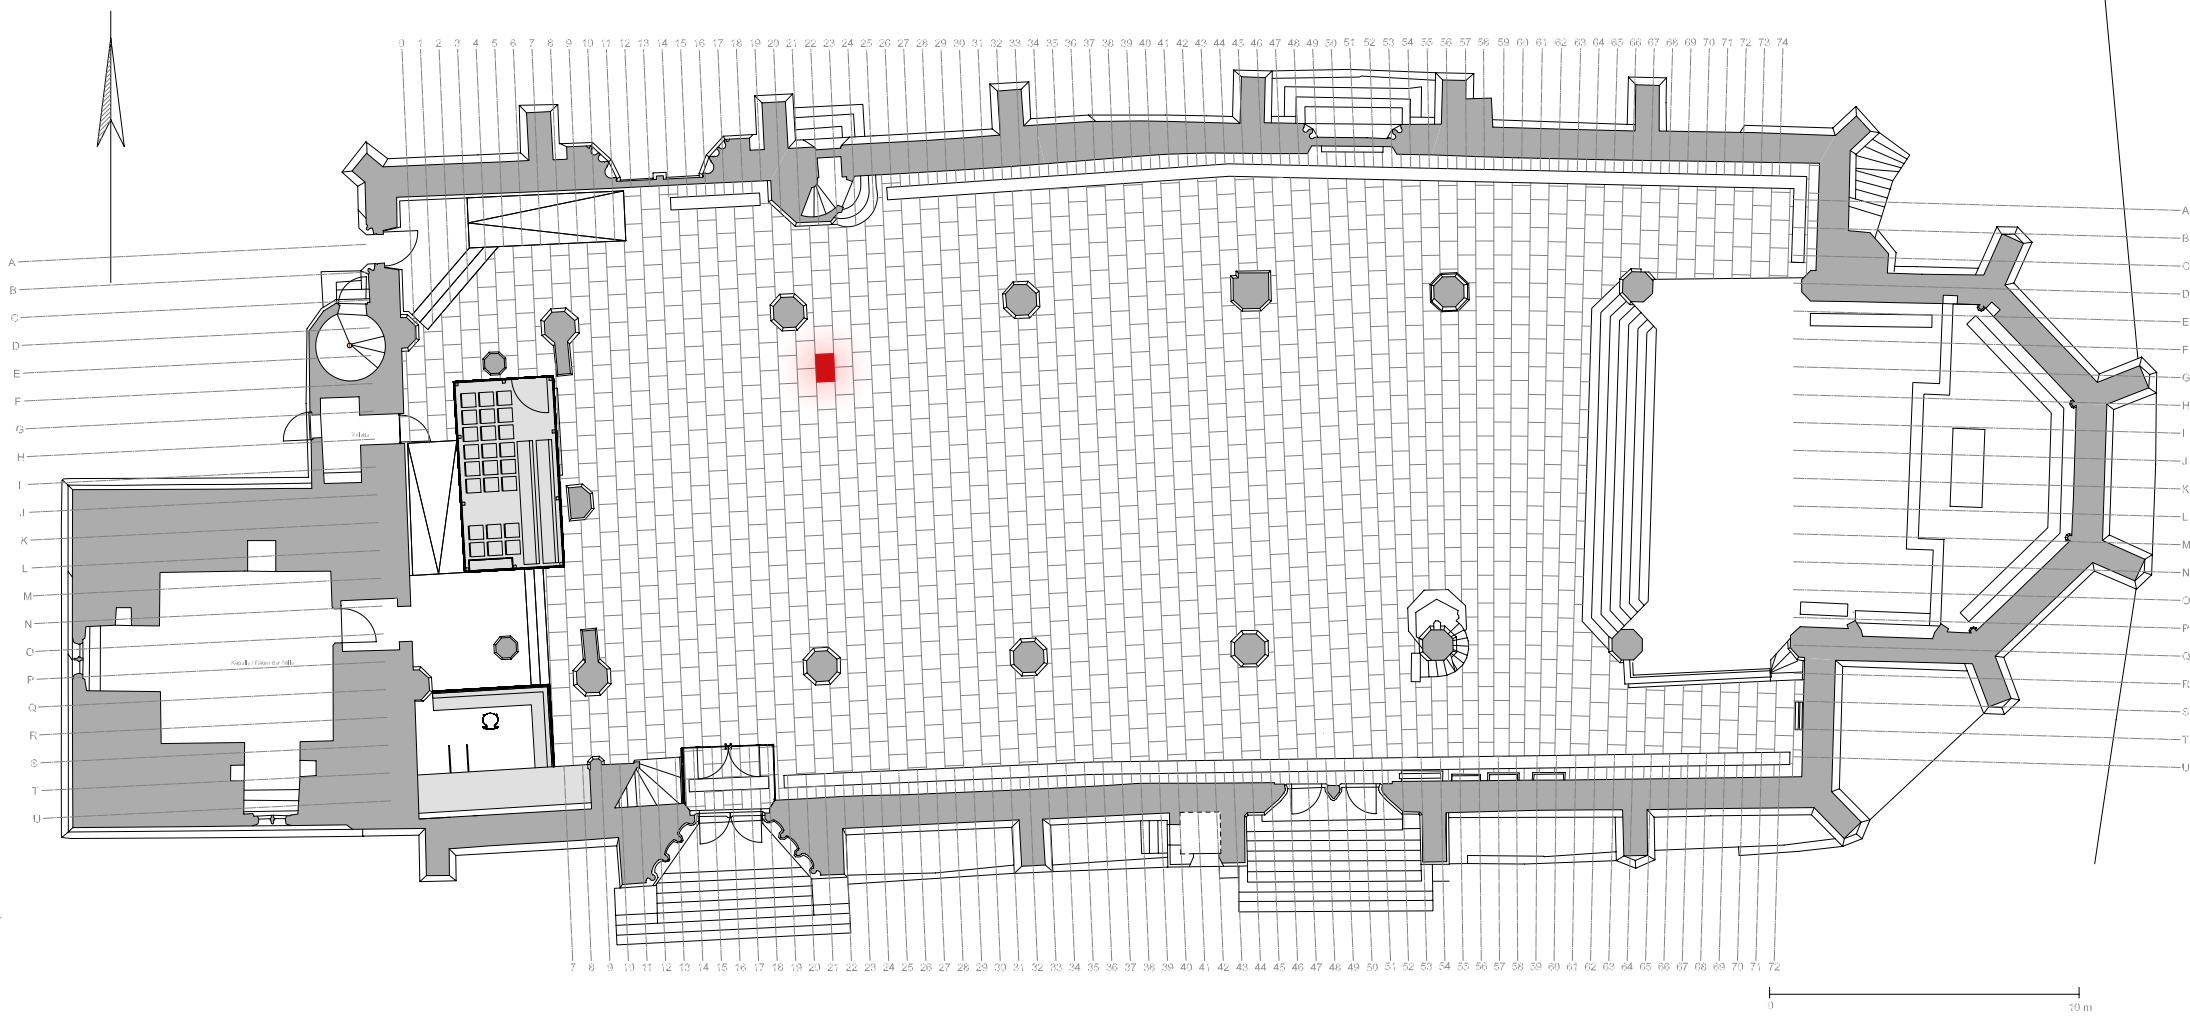 0 1 2 3 4 5 6 7 8 9 10 11 12 13 14 15 16 17 18 19 20 21 22 23 24 25 26 27 28 29 30 31 32 33 34 35 36 37 38 39 40 41 42 43 44 45 46 47 48 49 50 51 52 53 54 55 56 57 58 59 60 61 62 63 64 65 66 67 68 69 70 71 72 73 74
A
B
C
D
E
F
G
H
I
J
K
L
M
N
O
P
Q
R
S
T
U
A
B
C
D
E
F
G
H
I
J
K
L
M
N
O
P
Q
R
S
T
U
7 8 9 10 11 12 13 14 15 16 17 18 19 20 21 22 23 24 25 26 27 28 29 30 31 32 33 34 35 36 37 38 39 40 41 42 43 44 45 46 47 48 49 50 51 52 53 54 55 56 57 58 59 60 61 62 63 64 65 66 67 68 69 70 71 72
0 10 m